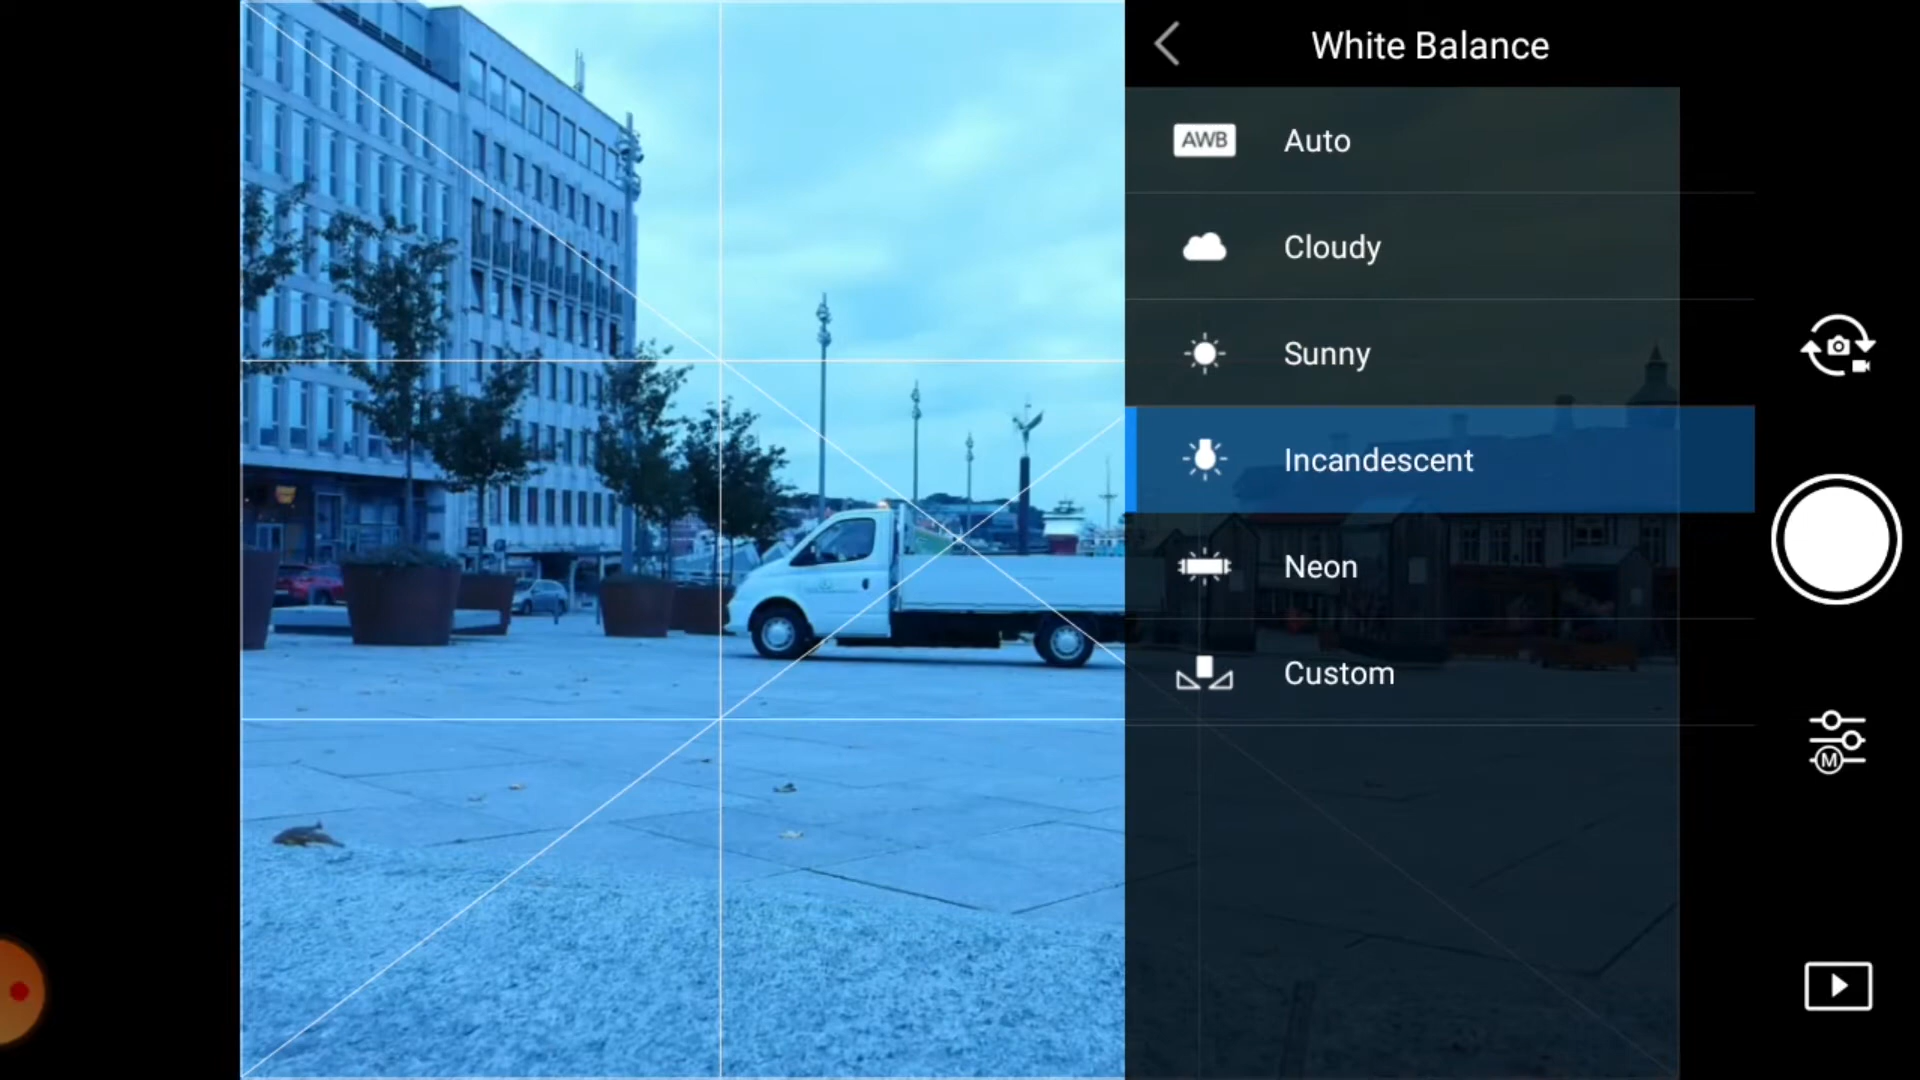 White Balance
AWB Auto
Cloudy
Sunny
Incandescent
Neon
Custom
M